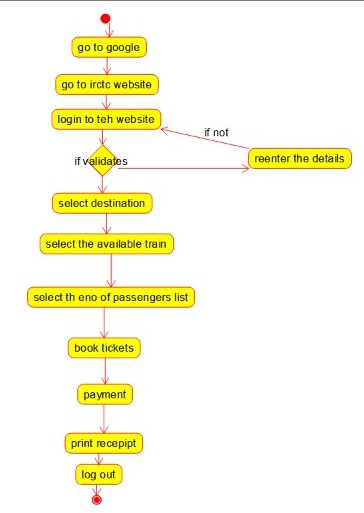 go to google
go to irctc website
login to teh website
if not
if validates
reenter the details
select destination
select the available train
select th eno of passengers list
book tickets
payment
print recepipt
log out